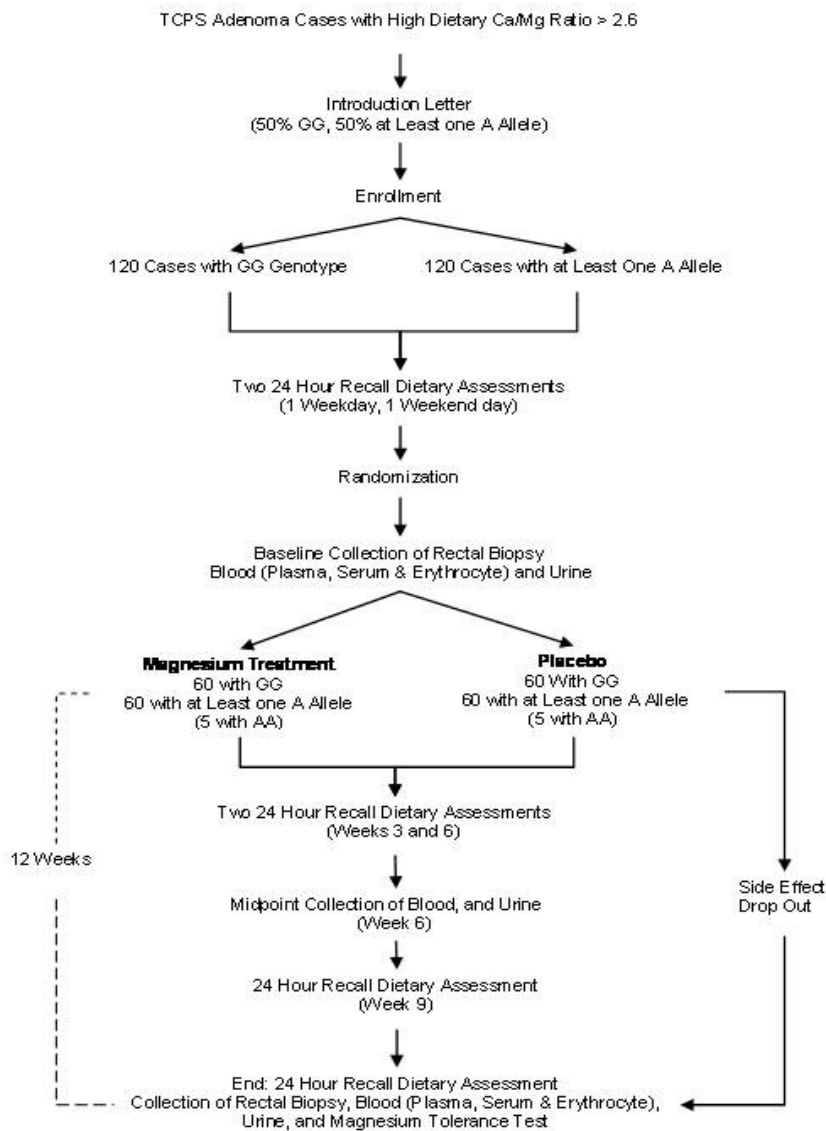 TCPS Adenoma Cases with High Dietary Ca/Mg Ratio > 2.6
Introduction Letter
(50% GG, 50% at Least one A Allele)
Enrollment
120 Cases with GG Genotype
120 Cases with at Least One A Allele
Two 24 Hour Recall Dietary Assessments
(1 Weekday, 1 Weekend day)
Randomization
Baseline Collection of Rectal Biopsy
Blood (Plasma, Serum & Erythrocyte) and Urine
Magnesium Treatment
60 with GG
60 with at Least one A Allele
(5 with AA)
Placebo
60 With GG
60 with at Least one A Allele
(5 with AA)
Two 24 Hour Recall Dietary Assessments
(Weeks 3 and 6)
12 Weeks
Side Effect
Drop Out
Midpoint Collection of Blood, and Urine
(Week 6)
24 Hour Recall Dietary Assessment
(Week 9)
End: 24 Hour Recall Dietary Assessment
Collection of Rectal Biopsy, Blood (Plasma, Serum & Erythrocyte),
Urine, and Magnesium Tolerance Test